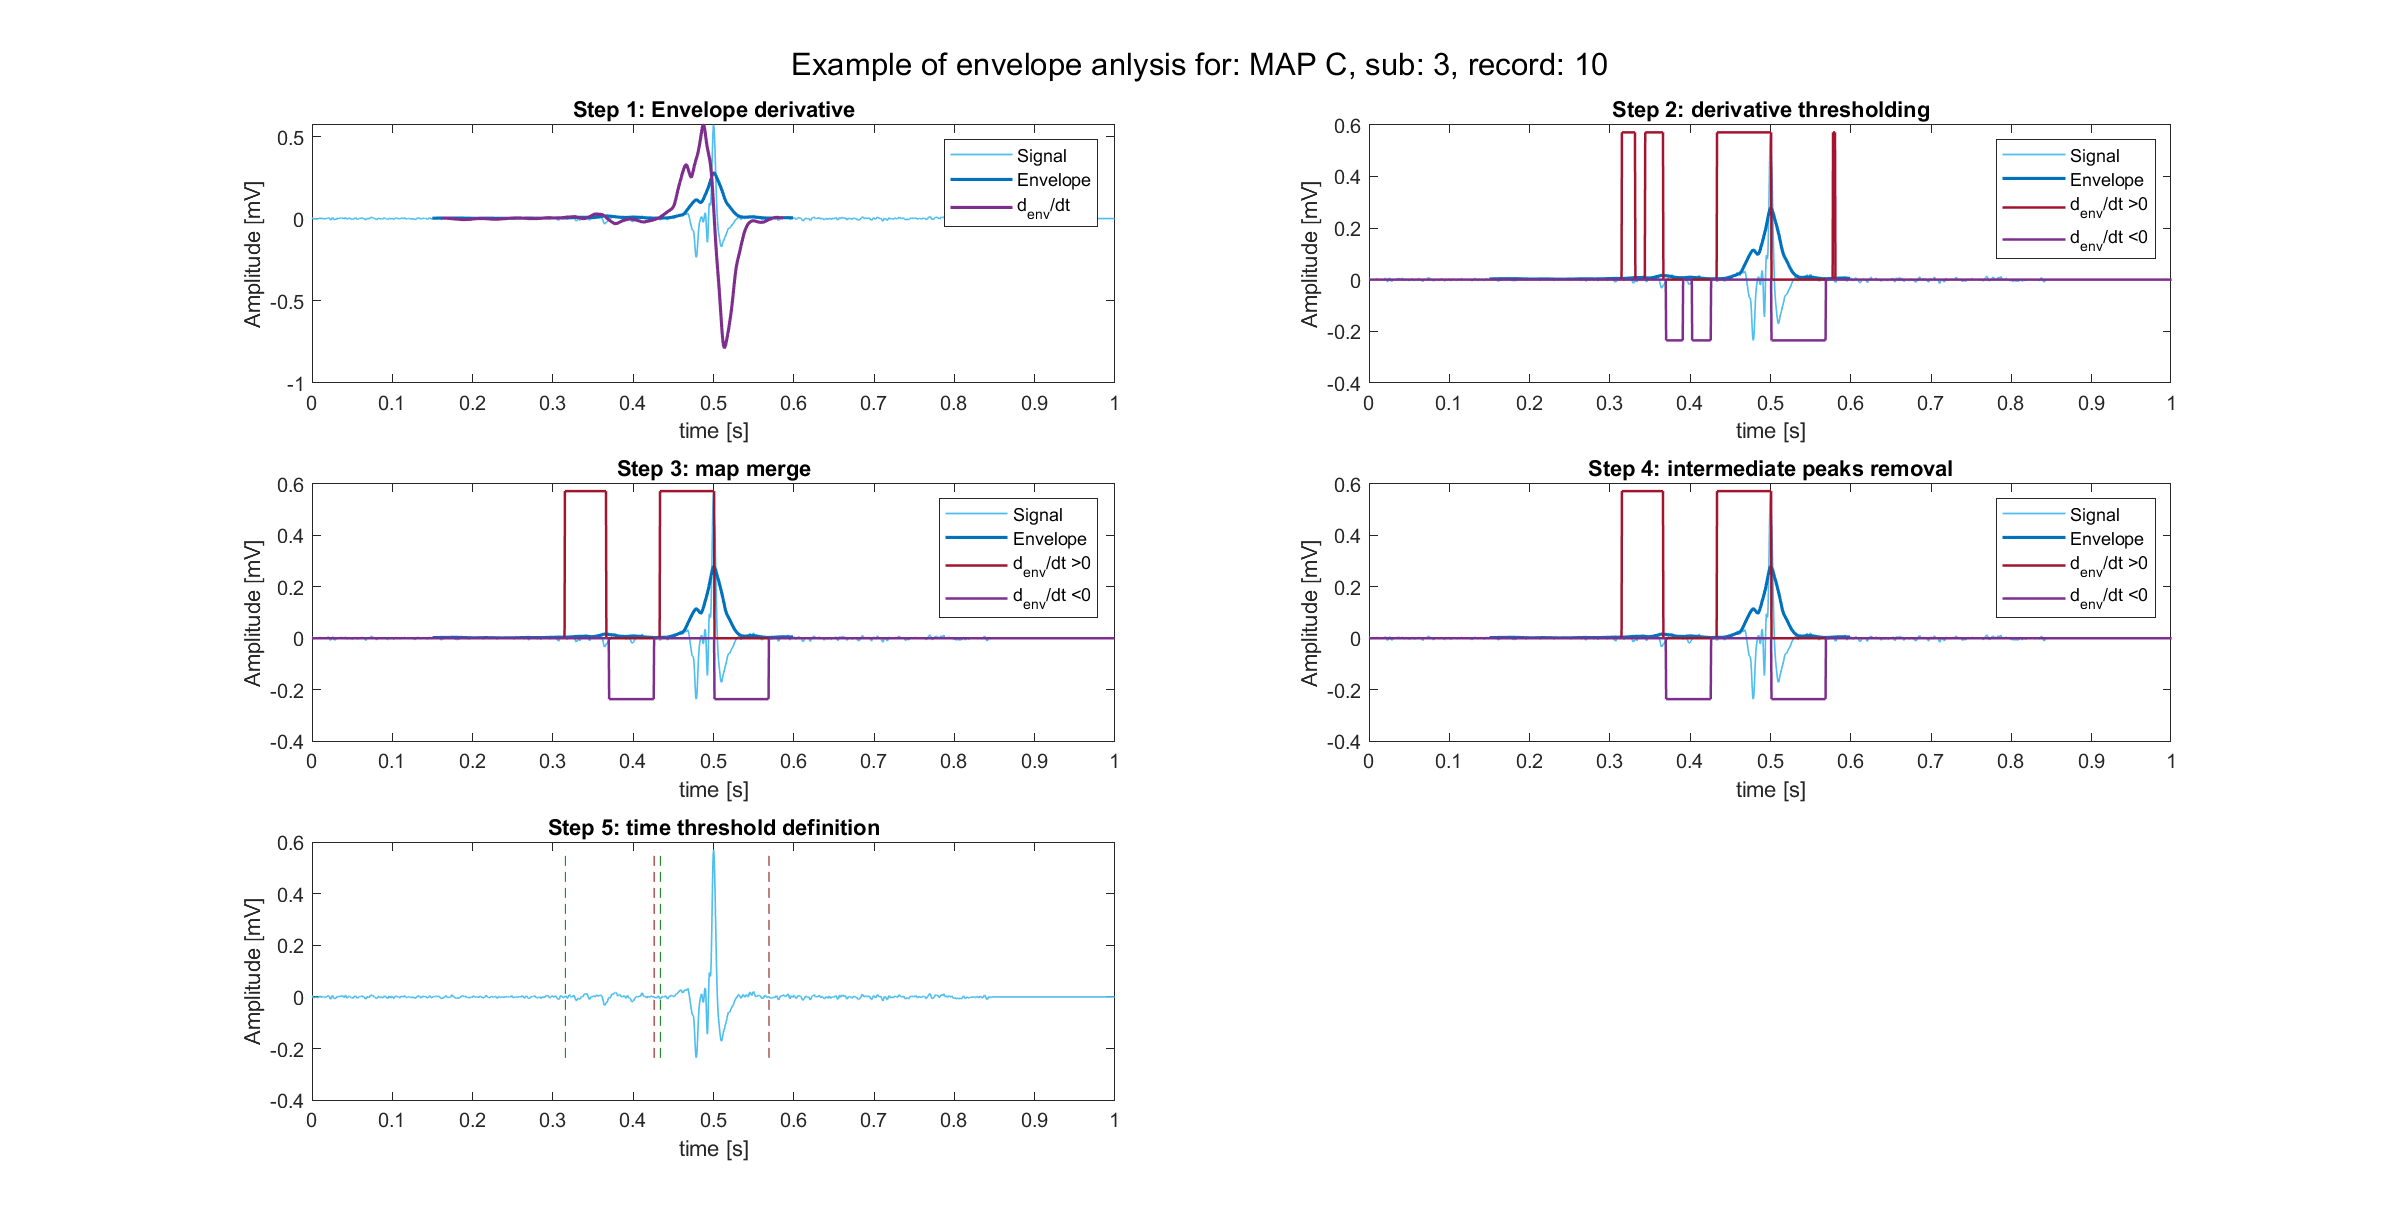 Example of envelope anlysis for: MAP C, sub: 3, record: 10
Step 1: Envelope derivative
Amplitude [mV]
0.5
0
-0.5
-1
0 0.1 0.2 0.3 0.4 0.5 0.6 0.7 0.8 0.9 1
time [s]
Signal
Envelope
d_env/dt
Step 2: derivative thresholding
Amplitude [mV]
0.6
0.4
0.2
0
-0.2
-0.4
0 0.1 0.2 0.3 0.4 0.5 0.6 0.7 0.8 0.9 1
time [s]
Signal
Envelope
d_env/dt >0
d_env/dt <0
Step 3: map merge
Amplitude [mV]
0.6
0.4
0.2
0
-0.2
-0.4
0 0.1 0.2 0.3 0.4 0.5 0.6 0.7 0.8 0.9 1
time [s]
Signal
Envelope
d_env/dt >0
d_env/dt <0
Step 4: intermediate peaks removal
Amplitude [mV]
0.6
0.4
0.2
0
-0.2
-0.4
0 0.1 0.2 0.3 0.4 0.5 0.6 0.7 0.8 0.9 1
time [s]
Signal
Envelope
d_env/dt >0
d_env/dt <0
Step 5: time threshold definition
Amplitude [mV]
0.6
0.4
0.2
0
-0.2
-0.4
0 0.1 0.2 0.3 0.4 0.5 0.6 0.7 0.8 0.9 1
time [s]